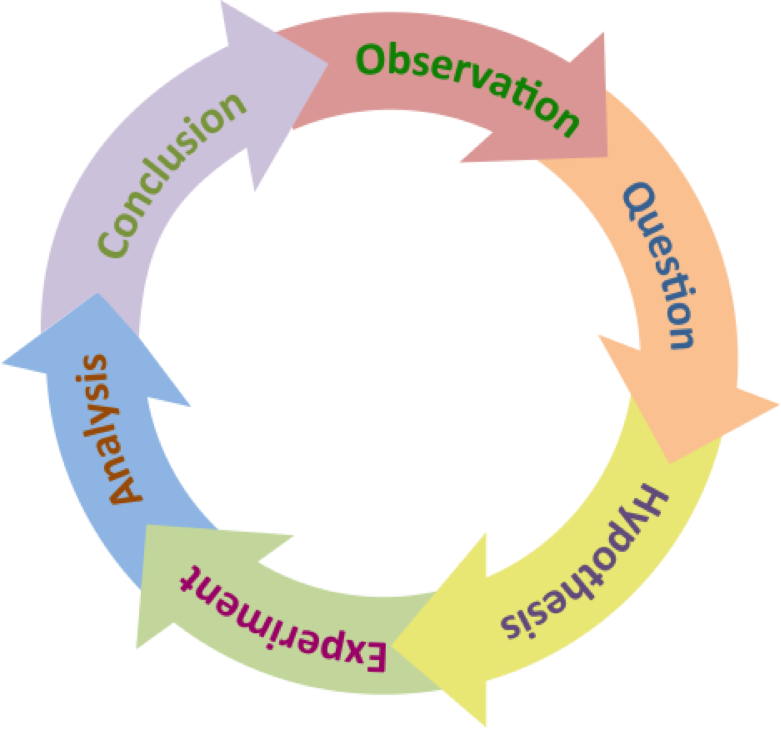 Observation
Question
Hypothesis
Experiment
Analysis
Conclusion